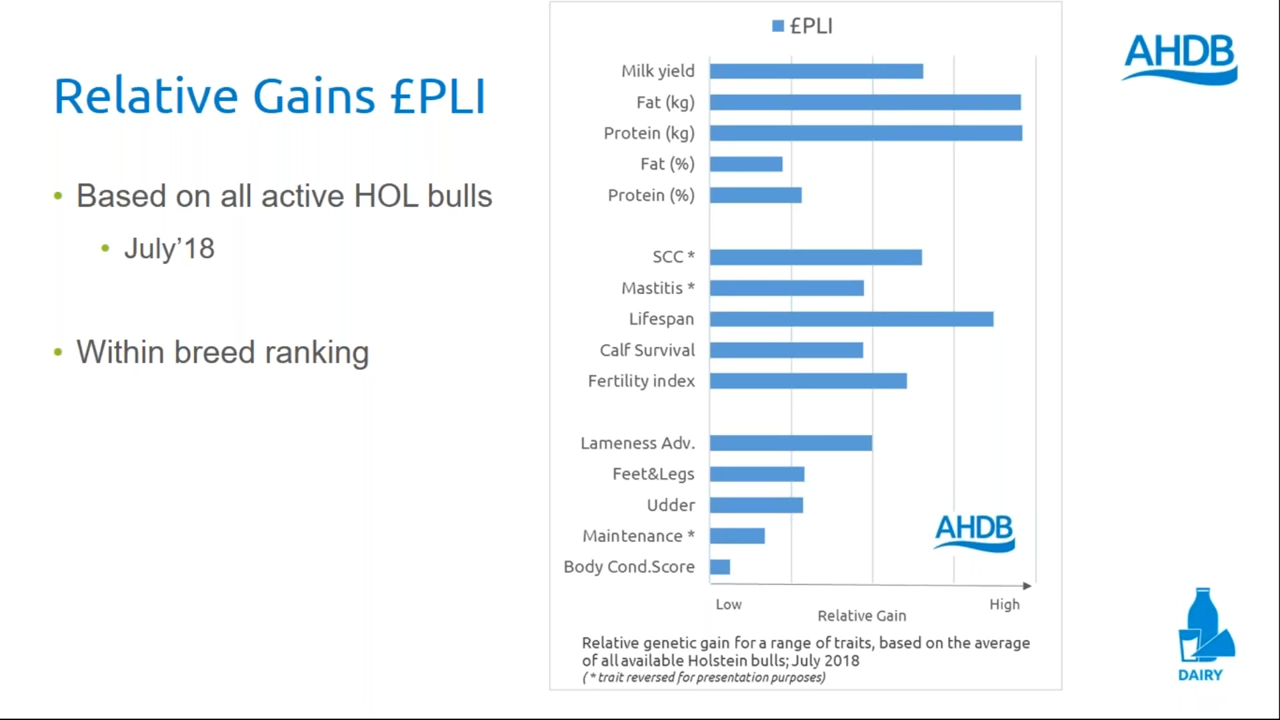 Relative Gains £PLI
• Based on all active HOL bulls
• July’18
• Within breed ranking
£PLI
Milk yield
Fat (kg)
Protein (kg)
Fat (%)
Protein (%)
SCC *
Mastitis *
Lifespan
Calf Survival
Fertility index
Lameness Adv.
Feet&Legs
Udder
Maintenance *
Body Cond.Score
Low
High
Relative Gain
AHDB
Relative genetic gain for a range of traits, based on the average
of all available Holstein bulls; July 2018
( * trait reversed for presentation purposes)
AHDB
DAIRY